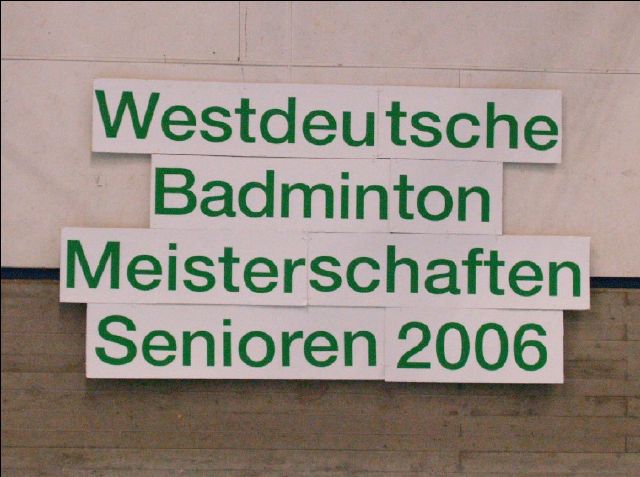 Westdeutsche
Badminton
Meisterschaften
Senioren 2006